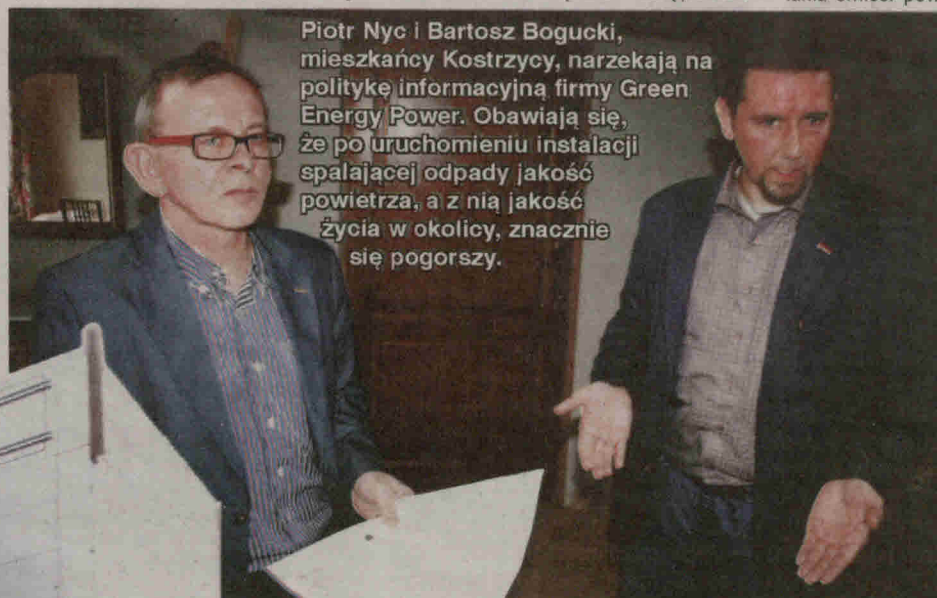 Piotr Nyc i Bartosz Bogucki,
mieszkańcy Kostrzycy, narzekają na
politykę informacyjną firmy Green
Energy Power. Obawiają się,
że po uruchomieniu instalacji
spalającej odpady jakość
powietrza, a z nią jakość
życia w okolicy, znacznie
się pogorszy.